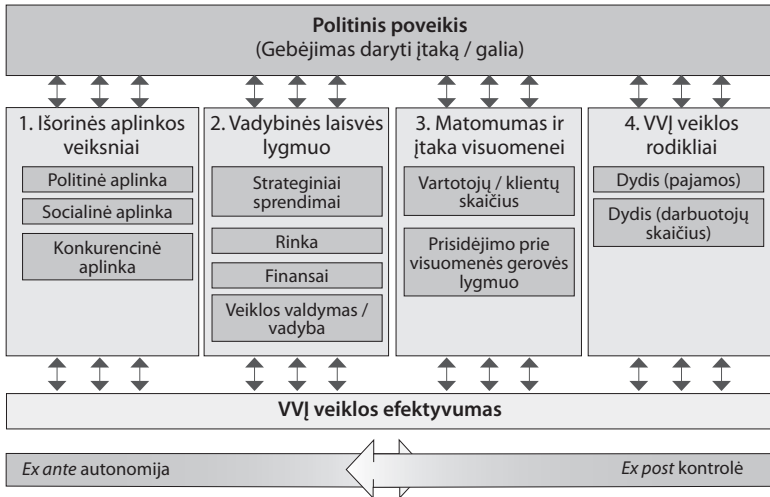 Politinis poveikis
(Gebėjimas daryti įtaką / galia)
1. Išorinės aplinkos
veiksniai
Politinė aplinka
Socialinė aplinka
Konkurencinė
aplinka
2. Vadybinės laisvės
lygmuo
Strateginiai
sprendimai
Rinka
Finansai
Veiklos valdymas /
vadyba
3. Matomumas ir
įtaka visuomenei
Vartotojų / klientų
skaičius
Prisidėjimo prie
visuomenės gerovės
lygmuo
4. VVĮ veiklos
rodikliai
Dydis (pajamos)
Dydis (darbuotojų
skaičius)
VVĮ veiklos efektyvumas
Ex ante autonomija
Ex post kontrolė